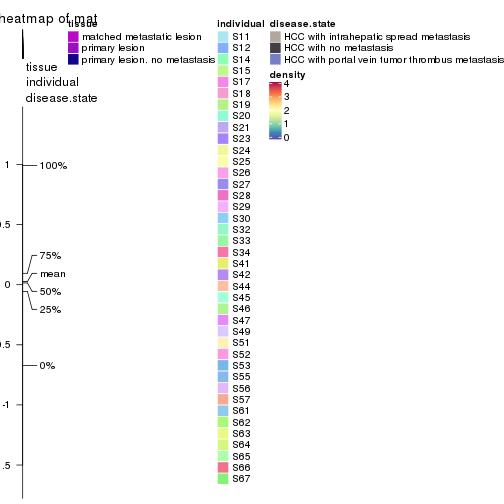 heatmap of mat
tissue
matched metastatic lesion
primary lesion
primary lesion. no metastasis
individual
S11
S12
S14
S15
S17
S18
S19
S20
S21
S23
S24
S25
S26
S27
S28
S29
S30
S32
S33
S34
S41
S42
S44
S45
S46
S47
S49
S51
S52
S53
S55
S56
S57
S61
S62
S63
S64
S65
S66
S67
disease.state
HCC with intrahepatic spread metastasis
HCC with no metastasis
HCC with portal vein tumor thrombus metastasis
density
4
3
2
1
0
tissue
individual
disease.state
1
0.5
0
0.5
-1
.5
100%
75%
mean
50%
25%
0%